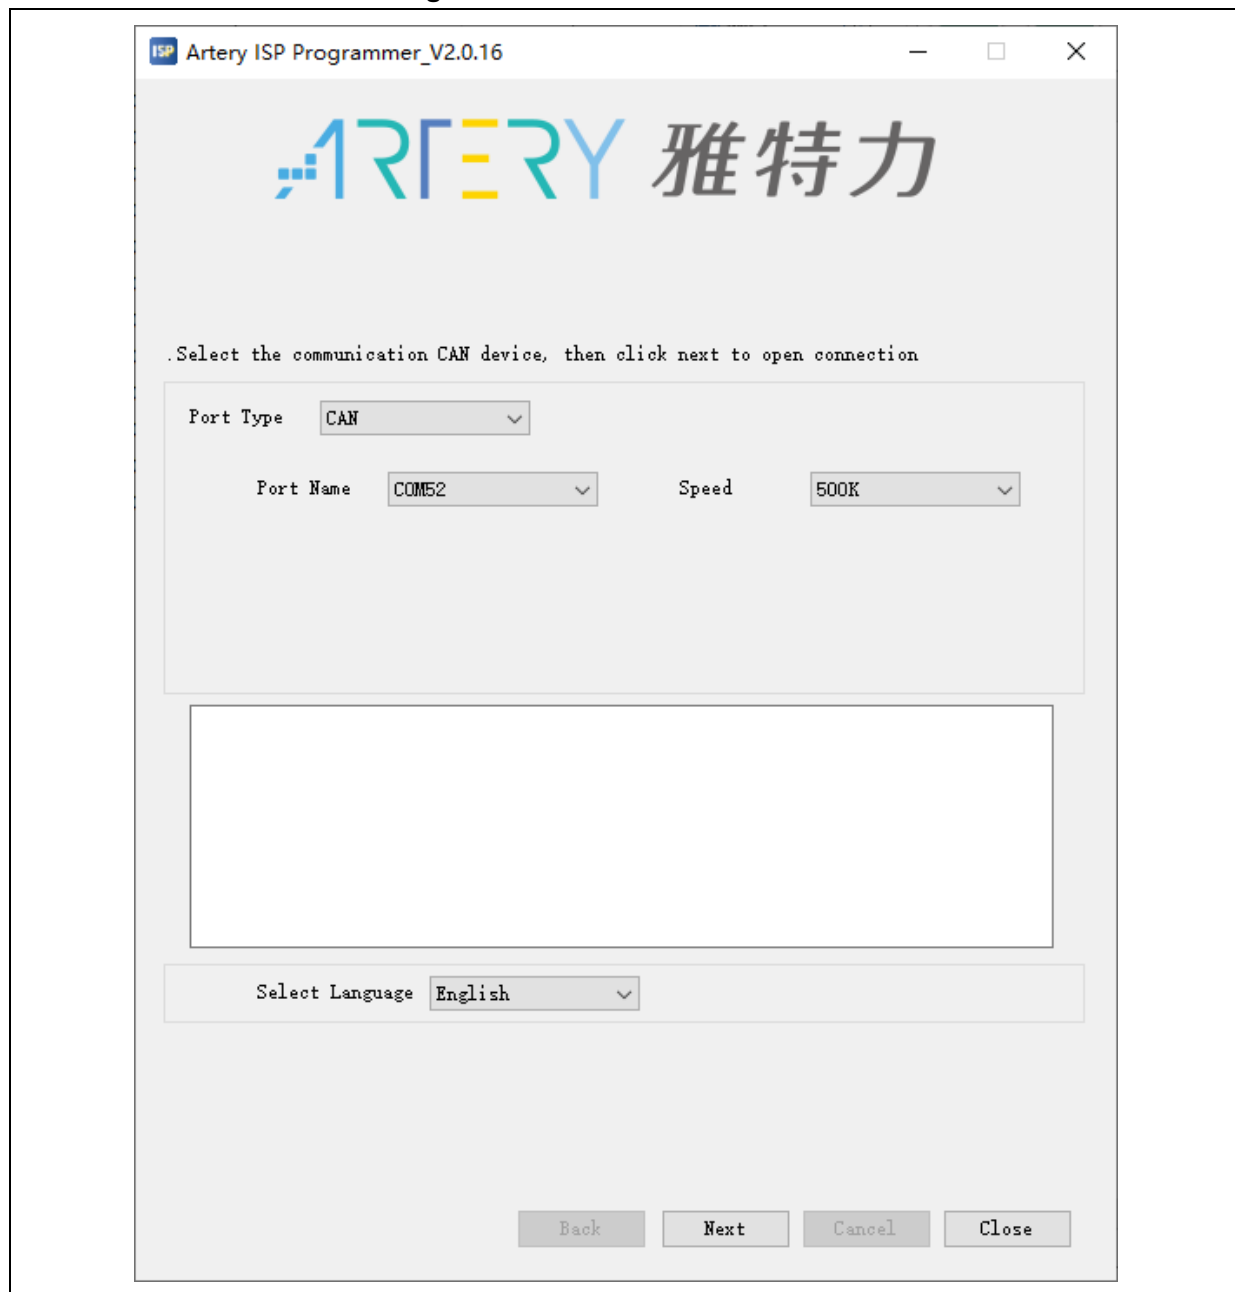 ISP Artery ISP Programmer_V2.0.16
ARTERY 雅特力
.Select the communication CAN device, then click next to open connection
Port Type CAN
Port Name COM52 Speed 500K
Select Language English
Back Next Cancel Close